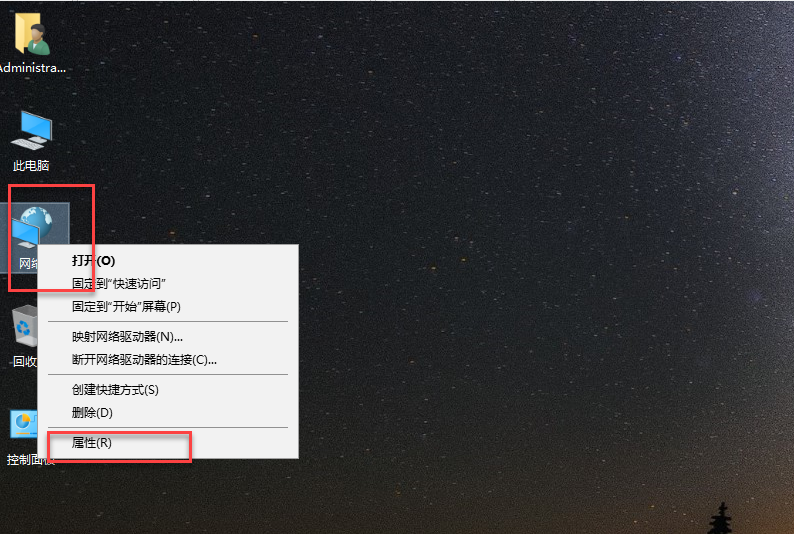 Administra...
此电脑
网络
打开(O)
固定到"快速访问"
固定到"开始"屏幕(P)
映射网络驱动器(N)...
断开网络驱动器的连接(C)...
创建快捷方式(S)
删除(D)
属性(R)
回收
控制面板